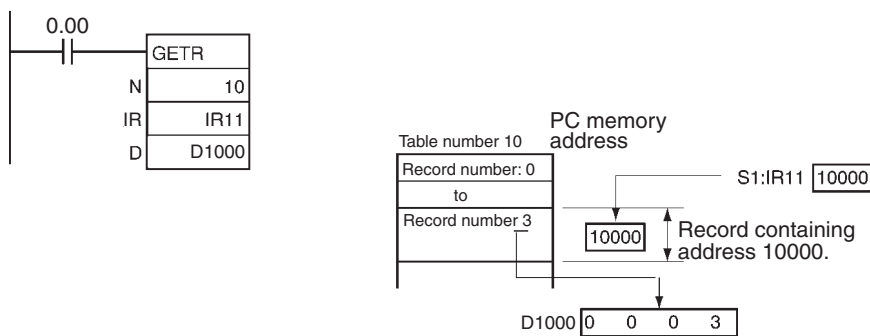 0.00
GETR
N 10
IR IR11
D D1000
PC memory
address
Table number 10
Record number: 0
to
Record number 3
S1:IR11 10000
10000
Record containing
address 10000.
D1000 0 0 0 3